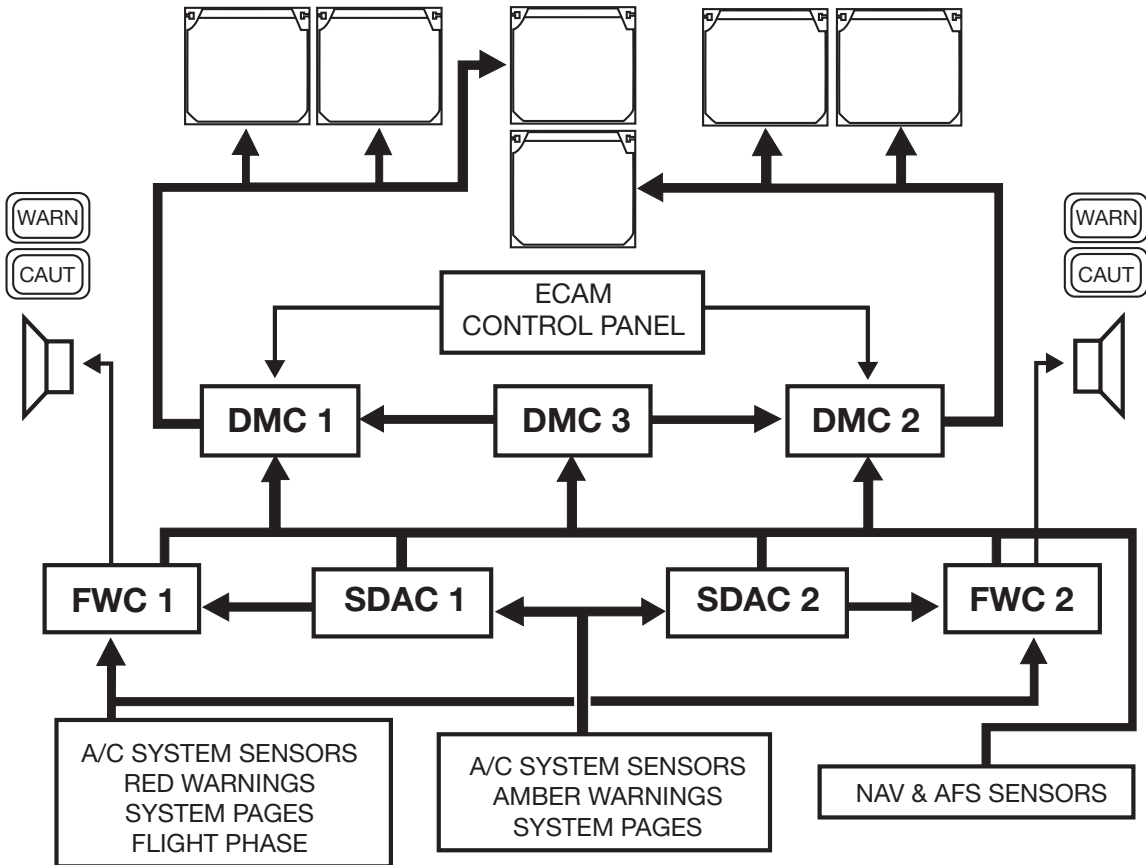 WARN
CAUT
WARN
CAUT
ECAM
CONTROL PANEL
DMC 1
DMC 3
DMC 2
FWC 1
SDAC 1
SDAC 2
FWC 2
A/C SYSTEM SENSORS
RED WARNINGS
SYSTEM PAGES
FLIGHT PHASE
A/C SYSTEM SENSORS
AMBER WARNINGS
SYSTEM PAGES
NAV & AFS SENSORS